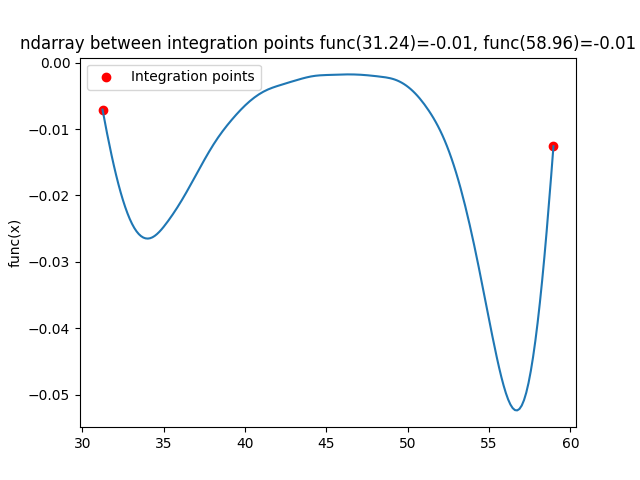 ndarray between integration points func(31.24)=-0.01, func(58.96)=-0.01
Integration points
func(x)
0.00
−0.01
−0.02
−0.03
−0.04
−0.05
30 35 40 45 50 55 60